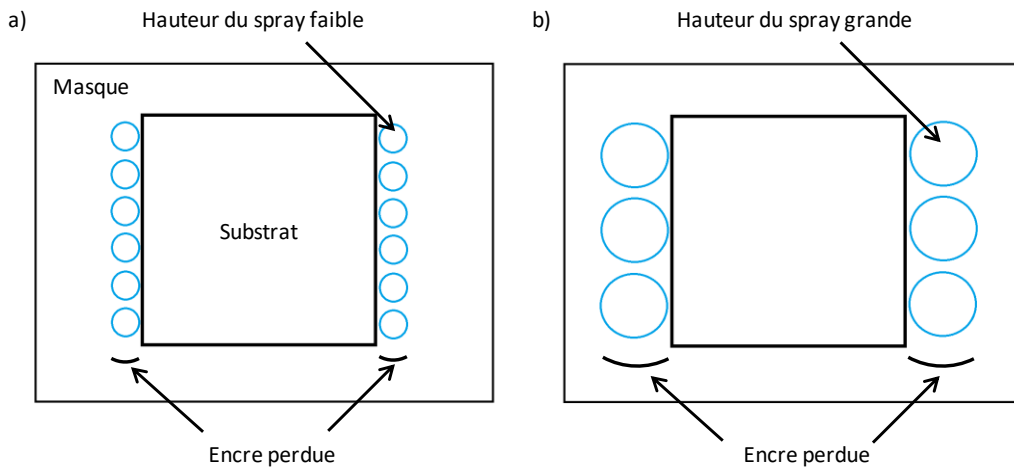 a)
Hauteur du spray faible
Masque
Substrat
Encre perdue
b)
Hauteur du spray grande
Encre perdue